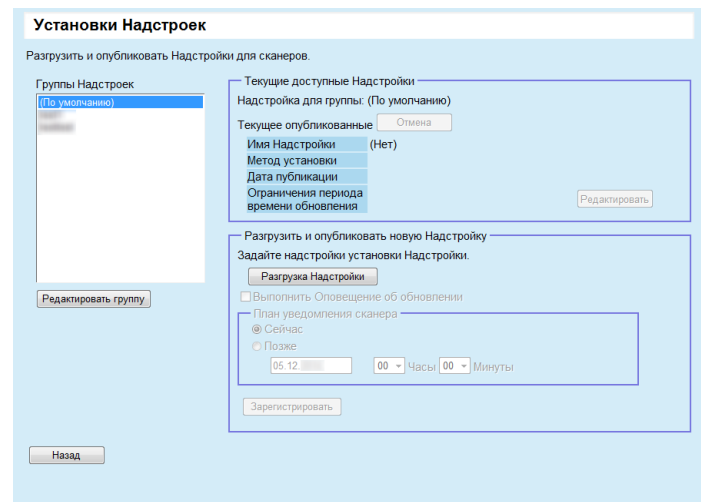 Установки Надстроек
Разгрузить и опубликовать Надстройки для сканеров.
Группы Надстроек
(По умолчанию)
Редактировать группу
Текущие доступные Надстройки
Надстройка для группы: (По умолчанию)
Текущее опубликованные Отмена
Имя Надстройки (Нет)
Метод установки
Дата публикации
Ограничения периода
времени обновления
Редактировать
Разгрузить и опубликовать новую Надстройку
Задайте надстройки установки Надстройки.
Разгрузка Надстройки
Выполнить Оповещение об обновлении
План уведомления сканера
Сейчас
Позже
05.12. 00 Часы 00 Минуты
Зарегистрировать
Назад